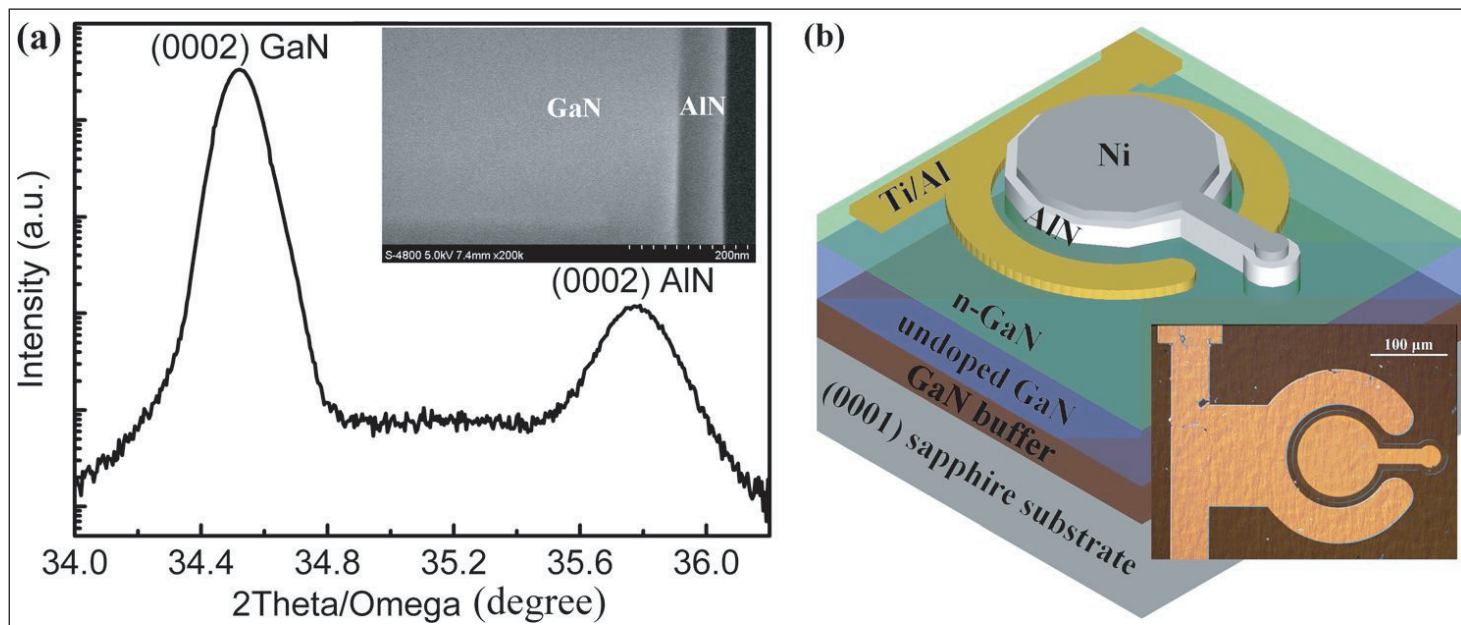 (a)
(0002) GaN
GaN
AlN
S-4800 5.0kV 7.4mm x200k
200nm
(0002) AlN
Intensity (a.u.)
34.0 34.4 34.8 35.2 35.6 36.0
2Theta/Omega (degree)
(b)
Ni
Ti/Al
AlN
n-GaN
undoped GaN
GaN buffer
(0001) sapphire substrate
100 μm